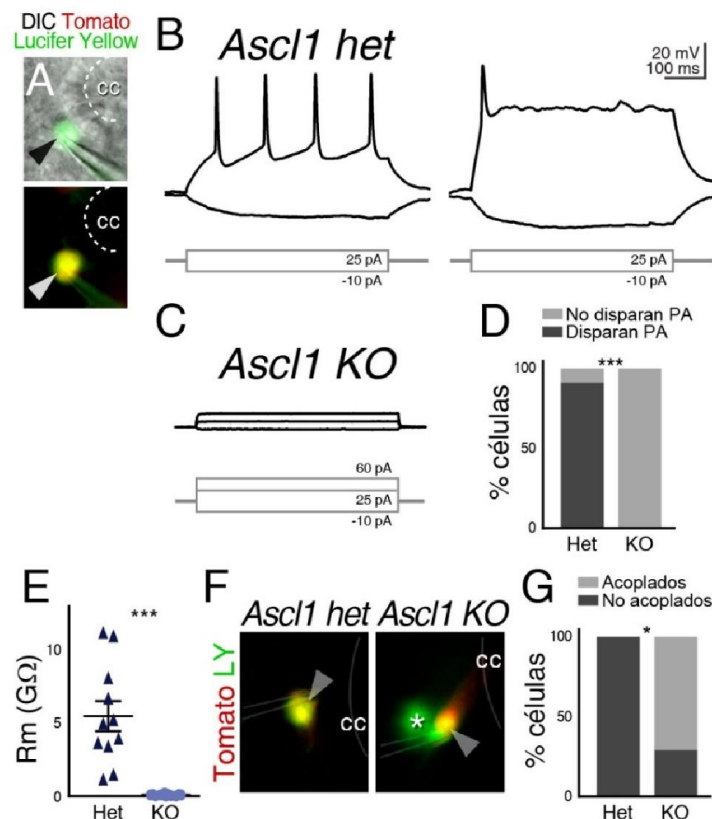 DIC Tomato
Lucifer Yellow
A
cc
cc
B
Ascl1 het
20 mV
100 ms
25 pA
-10 pA
25 pA
-10 pA
C
Ascl1 KO
60 pA
25 pA
-10 pA
D
No disparan PA
Disparan PA
***
100
50
0
% células
Het KO
E
***
10
5
0
Rm (GΩ)
Het KO
F
Ascl1 het Ascl1 KO
Tomato LY
cc
cc
*
G
Acoplados
No acoplados
*
100
50
0
% células
Het KO